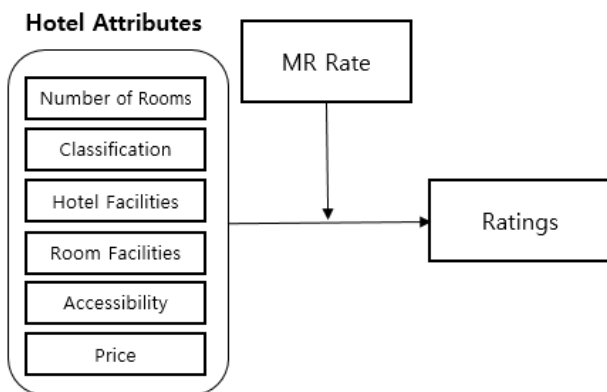 Hotel Attributes
MR Rate
Number of Rooms
Classification
Hotel Facilities
Room Facilities
Accessibility
Price
Ratings